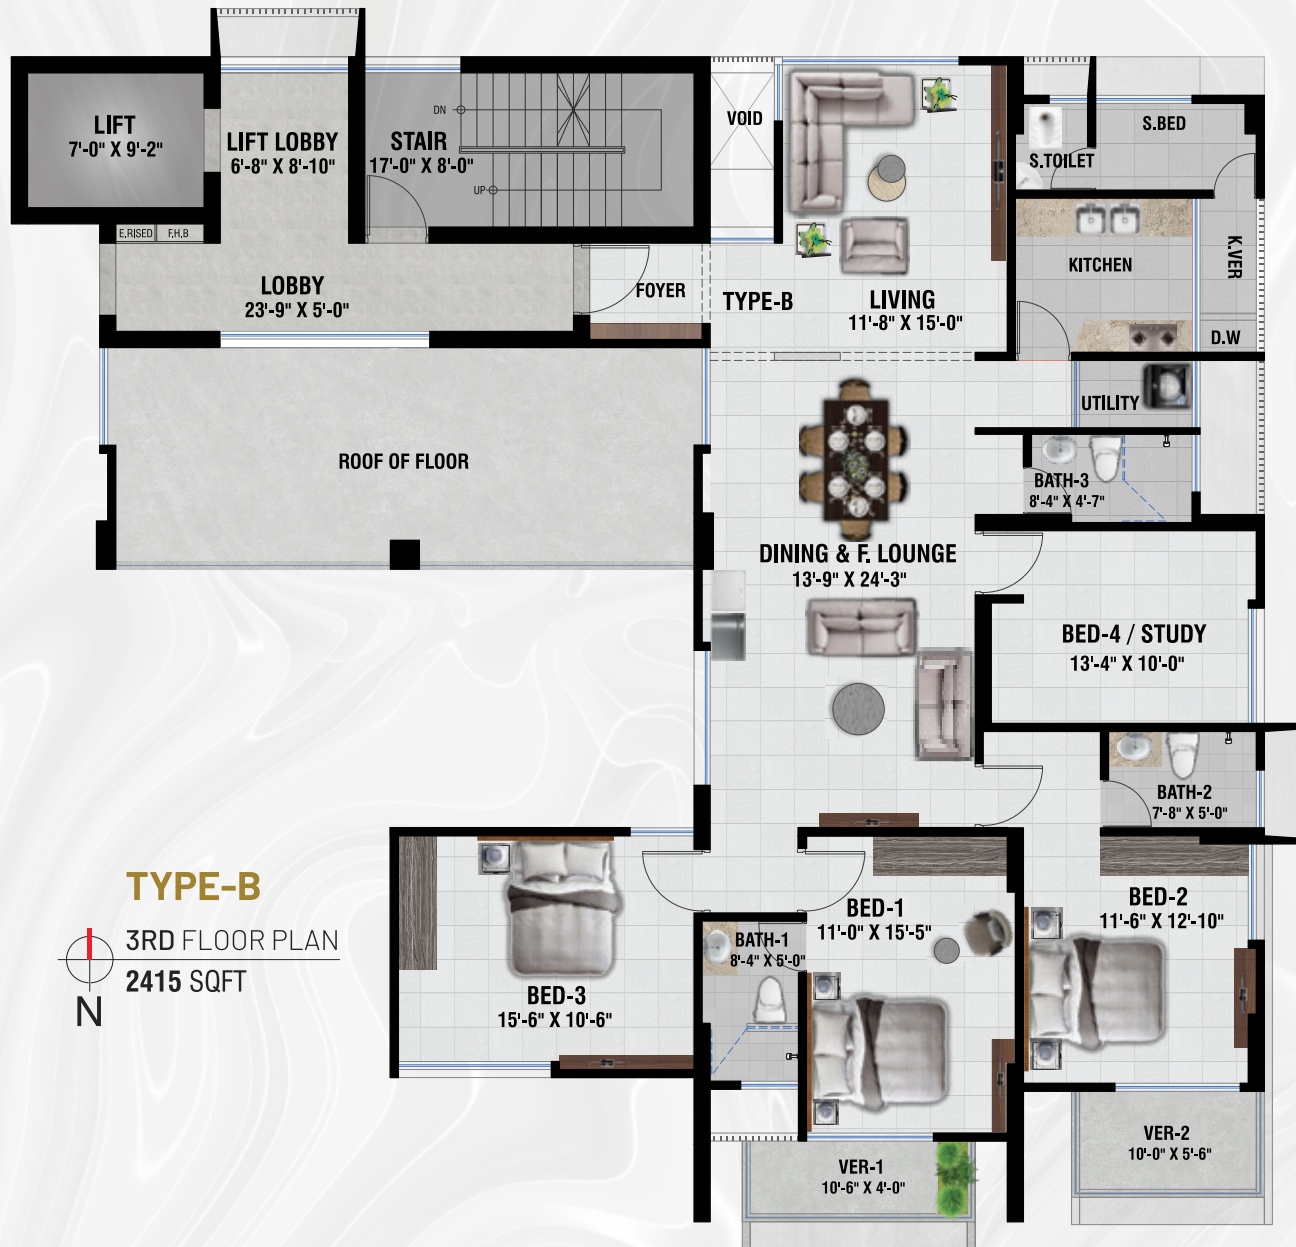 LIFT
7'-0" X 9'-2"
LIFT LOBBY
6'-8" X 8'-10"
DN
STAIR
17'-0" X 8'-0"
UP
VOID
S.BED
S.TOILET
E.RISED
F.H.B
LOBBY
23'-9" X 5'-0"
FOYER
TYPE-B
LIVING
11'-8" X 15'-0"
KITCHEN
K.VER
D.W
UTILITY
ROOF OF FLOOR
BATH-3
8'-4" X 4'-7"
DINING & F. LOUNGE
13'-9" X 24'-3"
BED-4 / STUDY
13'-4" X 10'-0"
BATH-2
7'-8" X 5'-0"
TYPE-B
3RD FLOOR PLAN
2415 SQFT
N
BED-3
15'-6" X 10'-6"
BATH-1
8'-4" X 5'-0"
BED-1
11'-0" X 15'-5"
BED-2
11'-6" X 12'-10"
VER-1
10'-6" X 4'-0"
VER-2
10'-0" X 5'-6"